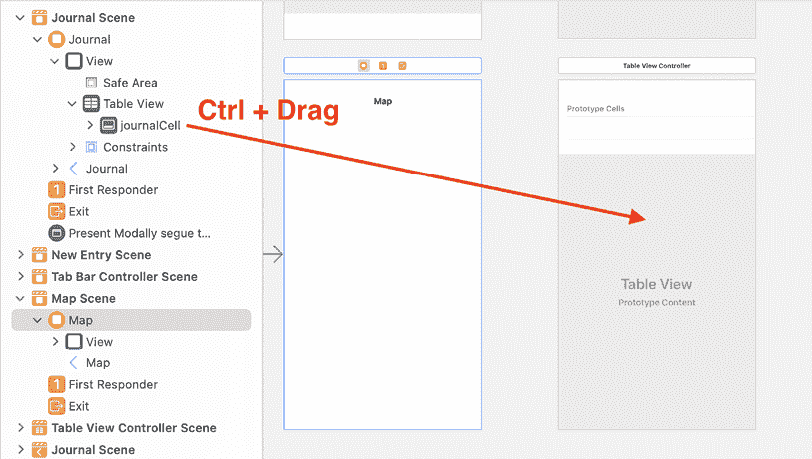 Journal Scene
Journal
View
Safe Area
Table View
journalCell
Constraints
Journal
First Responder
Exit
Present Modally segue t...
New Entry Scene
Tab Bar Controller Scene
Map Scene
Map
View
Map
First Responder
Exit
Table View Controller Scene
Journal Scene
Ctrl + Drag
Map
Table View Controller
Prototype Cells
Table View
Prototype Content